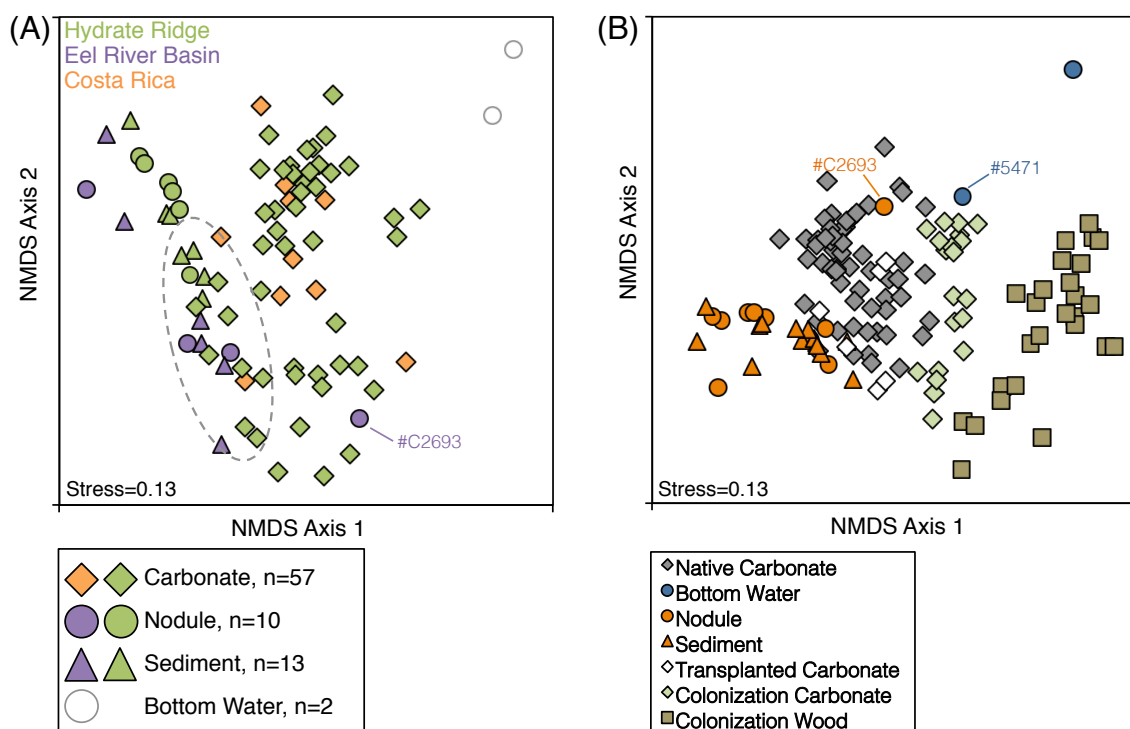 (A)
Hydrate Ridge
Eel River Basin
Costa Rica
NMDS Axis 2
#C2693
Stress=0.13
NMDS Axis 1
Carbonate, n=57
Nodule, n=10
Sediment, n=13
Bottom Water, n=2
(B)
#C2693
#5471
NMDS Axis 2
Stress=0.13
NMDS Axis 1
Native Carbonate
Bottom Water
Nodule
Sediment
Transplanted Carbonate
Colonization Carbonate
Colonization Wood